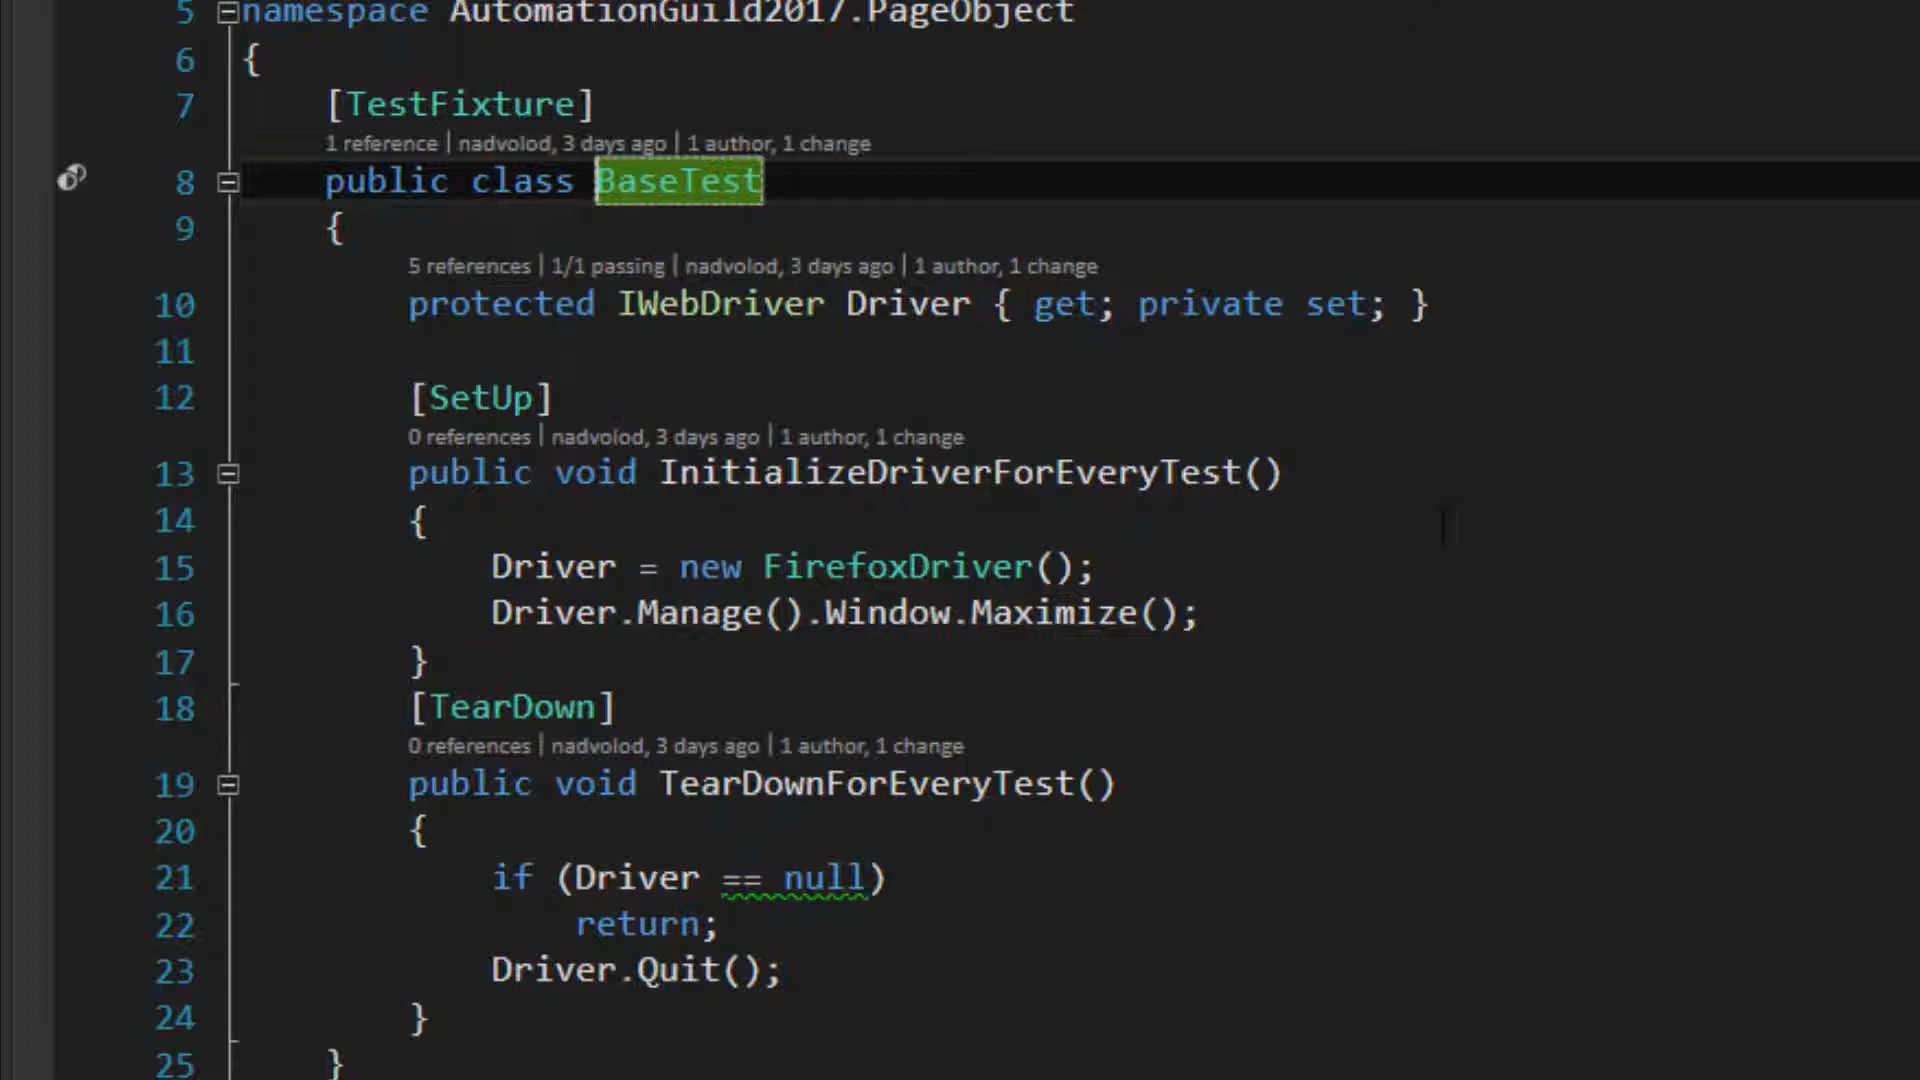 5 namespace AutomationGuild2017.PageObject
6 {
7 [TestFixture]
1 reference | nadvolod, 3 days ago | 1 author, 1 change
8 public class BaseTest
9 {
5 references | 1/1 passing | nadvolod, 3 days ago | 1 author, 1 change
10 protected IWebDriver Driver { get; private set; }
11
12 [SetUp]
0 references | nadvolod, 3 days ago | 1 author, 1 change
13 public void InitializeDriverForEveryTest()
14 {
15 Driver = new FirefoxDriver();
16 Driver.Manage().Window.Maximize();
17 }
18 [TearDown]
0 references | nadvolod, 3 days ago | 1 author, 1 change
19 public void TearDownForEveryTest()
20 {
21 if (Driver == null)
22 return;
23 Driver.Quit();
24 }
25 }